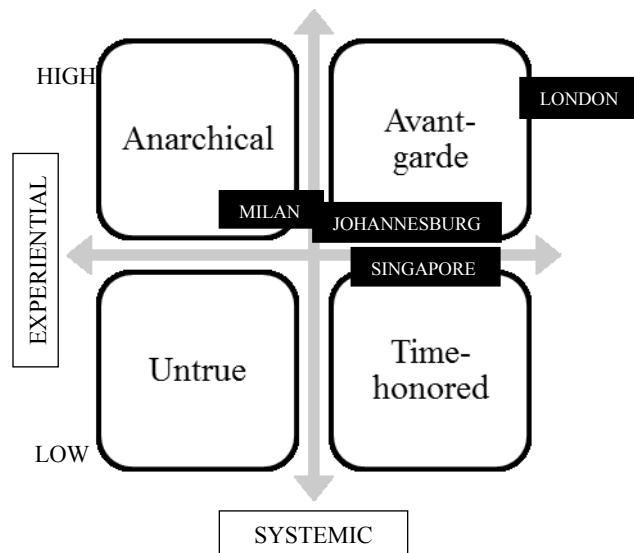 HIGH
LONDON
Anarchical
Avant-
garde
MILAN
JOHANNESBURG
EXPERIENTIAL
SINGAPORE
Untrue
Time-
honored
LOW
SYSTEMIC